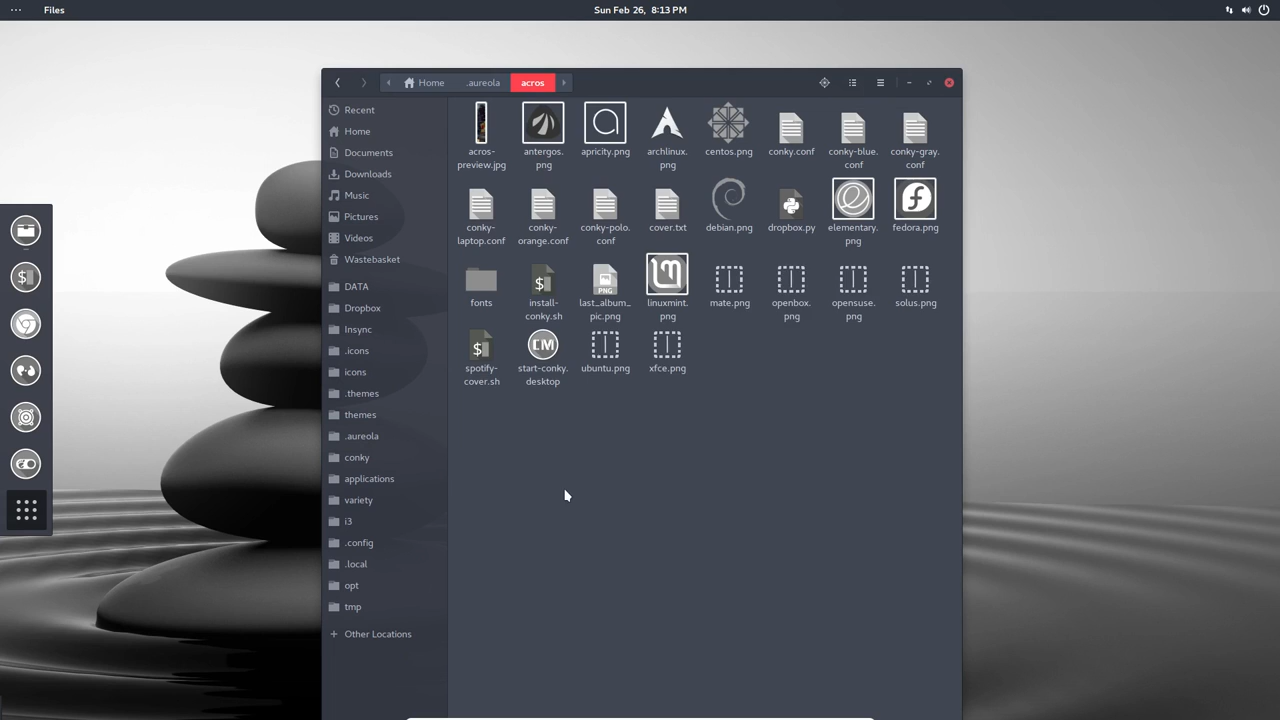 Files
Sun Feb 26, 8:13 PM
Home
.aureola
acros
Recent
Home
Documents
Downloads
Music
Pictures
Videos
Wastebasket
DATA
Dropbox
Insync
.icons
icons
.themes
themes
.aureola
conky
applications
variety
i3
.config
.local
opt
tmp
Other Locations
acros-
preview.jpg
antergos.
png
apricity.png
archlinux.
png
centos.png
conky.conf
conky-blue.
conf
conky-gray.
conf
conky-
laptop.conf
conky-
orange.conf
conky-polo.
conf
cover.txt
debian.png
dropbox.py
elementary.
png
fedora.png
fonts
$
install-
conky.sh
PNG
last_album_
pic.png
linuxmint.
png
mate.png
openbox.
png
opensuse.
png
solus.png
$
spotify-
cover.sh
CM
start-conky.
desktop
ubuntu.png
xfce.png